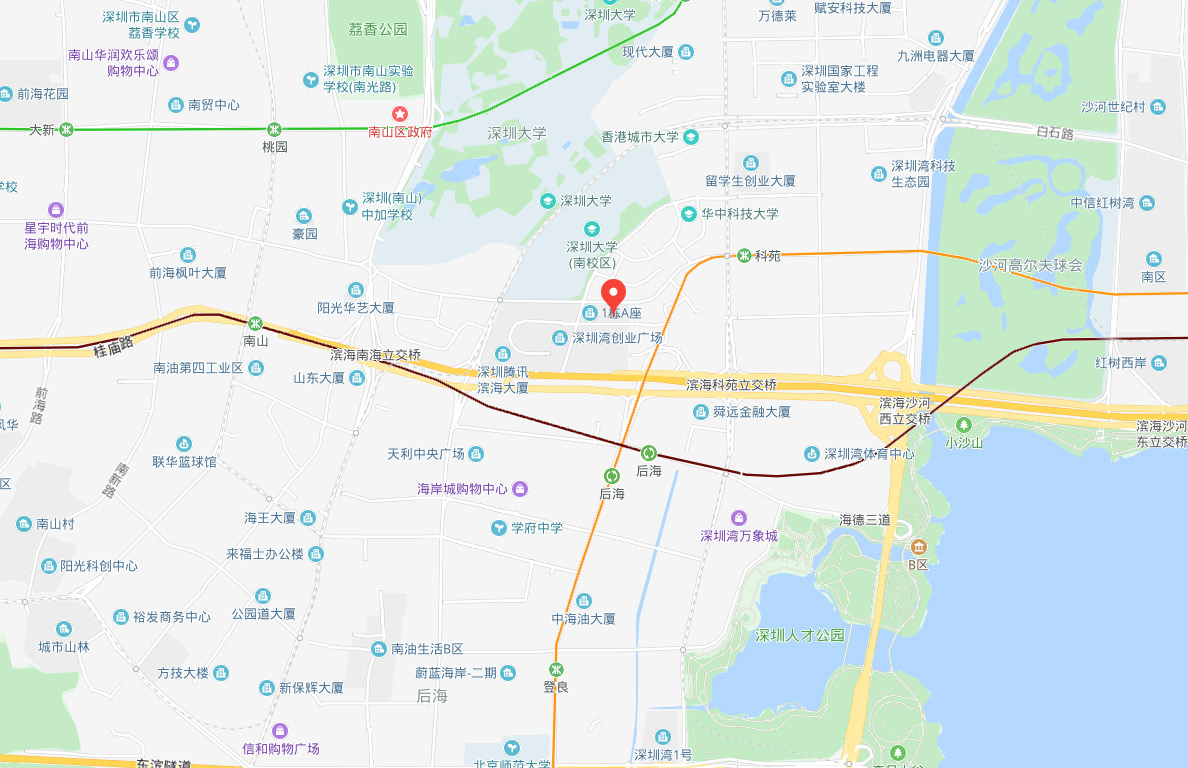 深圳市南山区
荔香学校
荔香公园
深圳大学
万德莱
赋安科技大厦
南山华润欢乐颂
购物中心
深圳市南山实验
学校(南光路)
现代大厦
九洲电器大厦
前海花园
南贸中心
深圳国家工程
实验室大楼
沙河世纪村
大新
桃园
南山区政府
深圳大学
香港城市大学
白石路
学校
深圳(南山)
中加学校
深圳大学
留学生创业大厦
深圳湾科技
生态园
星宇时代前
海购物中心
豪园
华中科技大学
中信红树湾
深圳大学
(南校区)
科苑
沙河高尔夫球会
南区
前海枫叶大厦
阳光华艺大厦
1栋A座
桂庙路
南山
滨海南海立交桥
深圳湾创业广场
红树西岸
南油第四工业区
山东大厦
深圳腾讯
滨海大厦
滨海科苑立交桥
前海路
滨海沙河
西立交桥
舜远金融大厦
小沙山
滨海沙河
东立交桥
风华
联华篮球馆
南新路
天利中央广场
后海
深圳湾体育中心
区
海岸城购物中心
后海
南山村
海王大厦
学府中学
深圳湾万象城
海德三道
来福士办公楼
阳光科创中心
B区
裕发商务中心
公园道大厦
中海油大厦
城市山林
南油生活B区
深圳人才公园
方技大楼
新保辉大厦
蔚蓝海岸-二期
登良
后海
信和购物广场
深圳湾1号
东滨隧道
北京师范大学